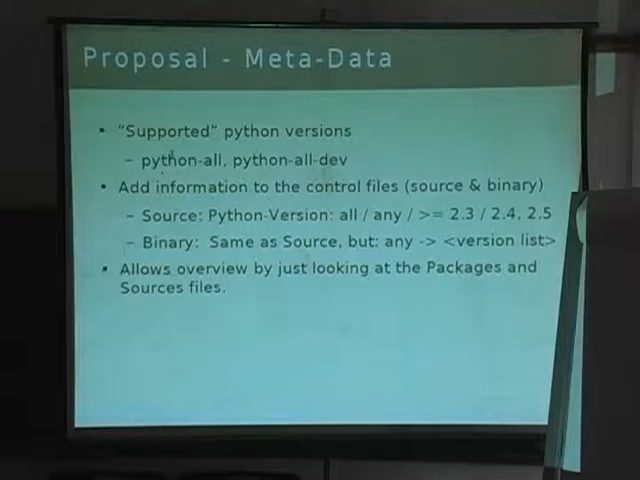 Proposal - Meta-Data
• “Supported” python versions
– python-all, python-all-dev
• Add information to the control files (source & binary)
– Source: Python-Version: all / any / >= 2.3 / 2.4, 2.5
– Binary: Same as Source, but: any -> <version list>
• Allows overview by just looking at the Packages and
Sources files.